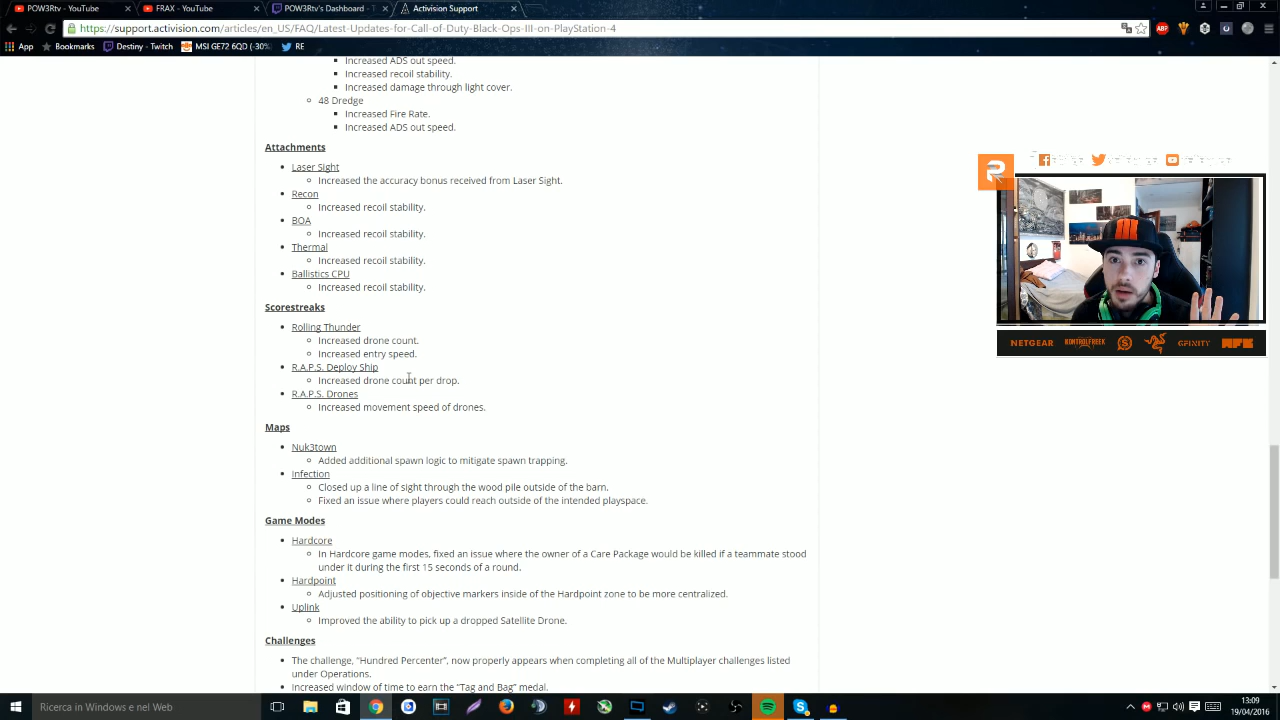 POW3Rtv - YouTube
FRAX - YouTube
POW3Rtv's Dashboard - T
Activision Support
https://support.activision.com/articles/en_US/FAQ/Latest-Updates-for-Call-of-Duty-Black-Ops-III-on-PlayStation-4
App
Bookmarks
Destiny - Twitch
MSI GE72 6QD (-30%)
RE
Increased ADS out speed.
Increased recoil stability.
Increased damage through light cover.
48 Dredge
Increased Fire Rate.
Increased ADS out speed.
Attachments
Laser Sight
Increased the accuracy bonus received from Laser Sight.
Recon
Increased recoil stability.
BOA
Increased recoil stability.
Thermal
Increased recoil stability.
Ballistics CPU
Increased recoil stability.
Scorestreaks
Rolling Thunder
Increased drone count.
Increased entry speed.
R.A.P.S. Deploy Ship
Increased drone count per drop.
R.A.P.S. Drones
Increased movement speed of drones.
Maps
Nuk3town
Added additional spawn logic to mitigate spawn trapping.
Infection
Closed up a line of sight through the wood pile outside of the barn.
Fixed an issue where players could reach outside of the intended playspace.
Game Modes
Hardcore
In Hardcore game modes, fixed an issue where the owner of a Care Package would be killed if a teammate stood
under it during the first 15 seconds of a round.
Hardpoint
Adjusted positioning of objective markers inside of the Hardpoint zone to be more centralized.
Uplink
Improved the ability to pick up a dropped Satellite Drone.
Challenges
The challenge, "Hundred Percenter", now properly appears when completing all of the Multiplayer challenges listed
under Operations.
Increased window of time to earn the "Tag and Bag" medal.
NETGEAR KONTROLFREEK GFINITY
Ricerca in Windows e nel Web
13:09
19/04/2016